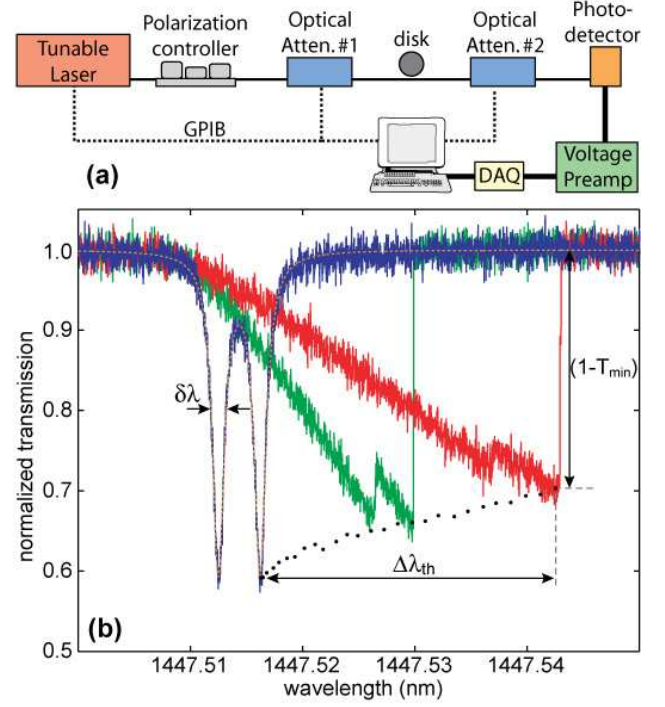 Tunable
Laser
Polarization
controller
Optical
Atten. #1
disk
Optical
Atten. #2
Photo-
detector
GPIB
DAQ
Voltage
Preamp
(a)
1.0
0.9
0.8
0.7
0.6
0.5
normalized transmission
δλ
(1-Tmin)
Δλth
(b)
1447.51
1447.52
1447.53
1447.54
wavelength (nm)